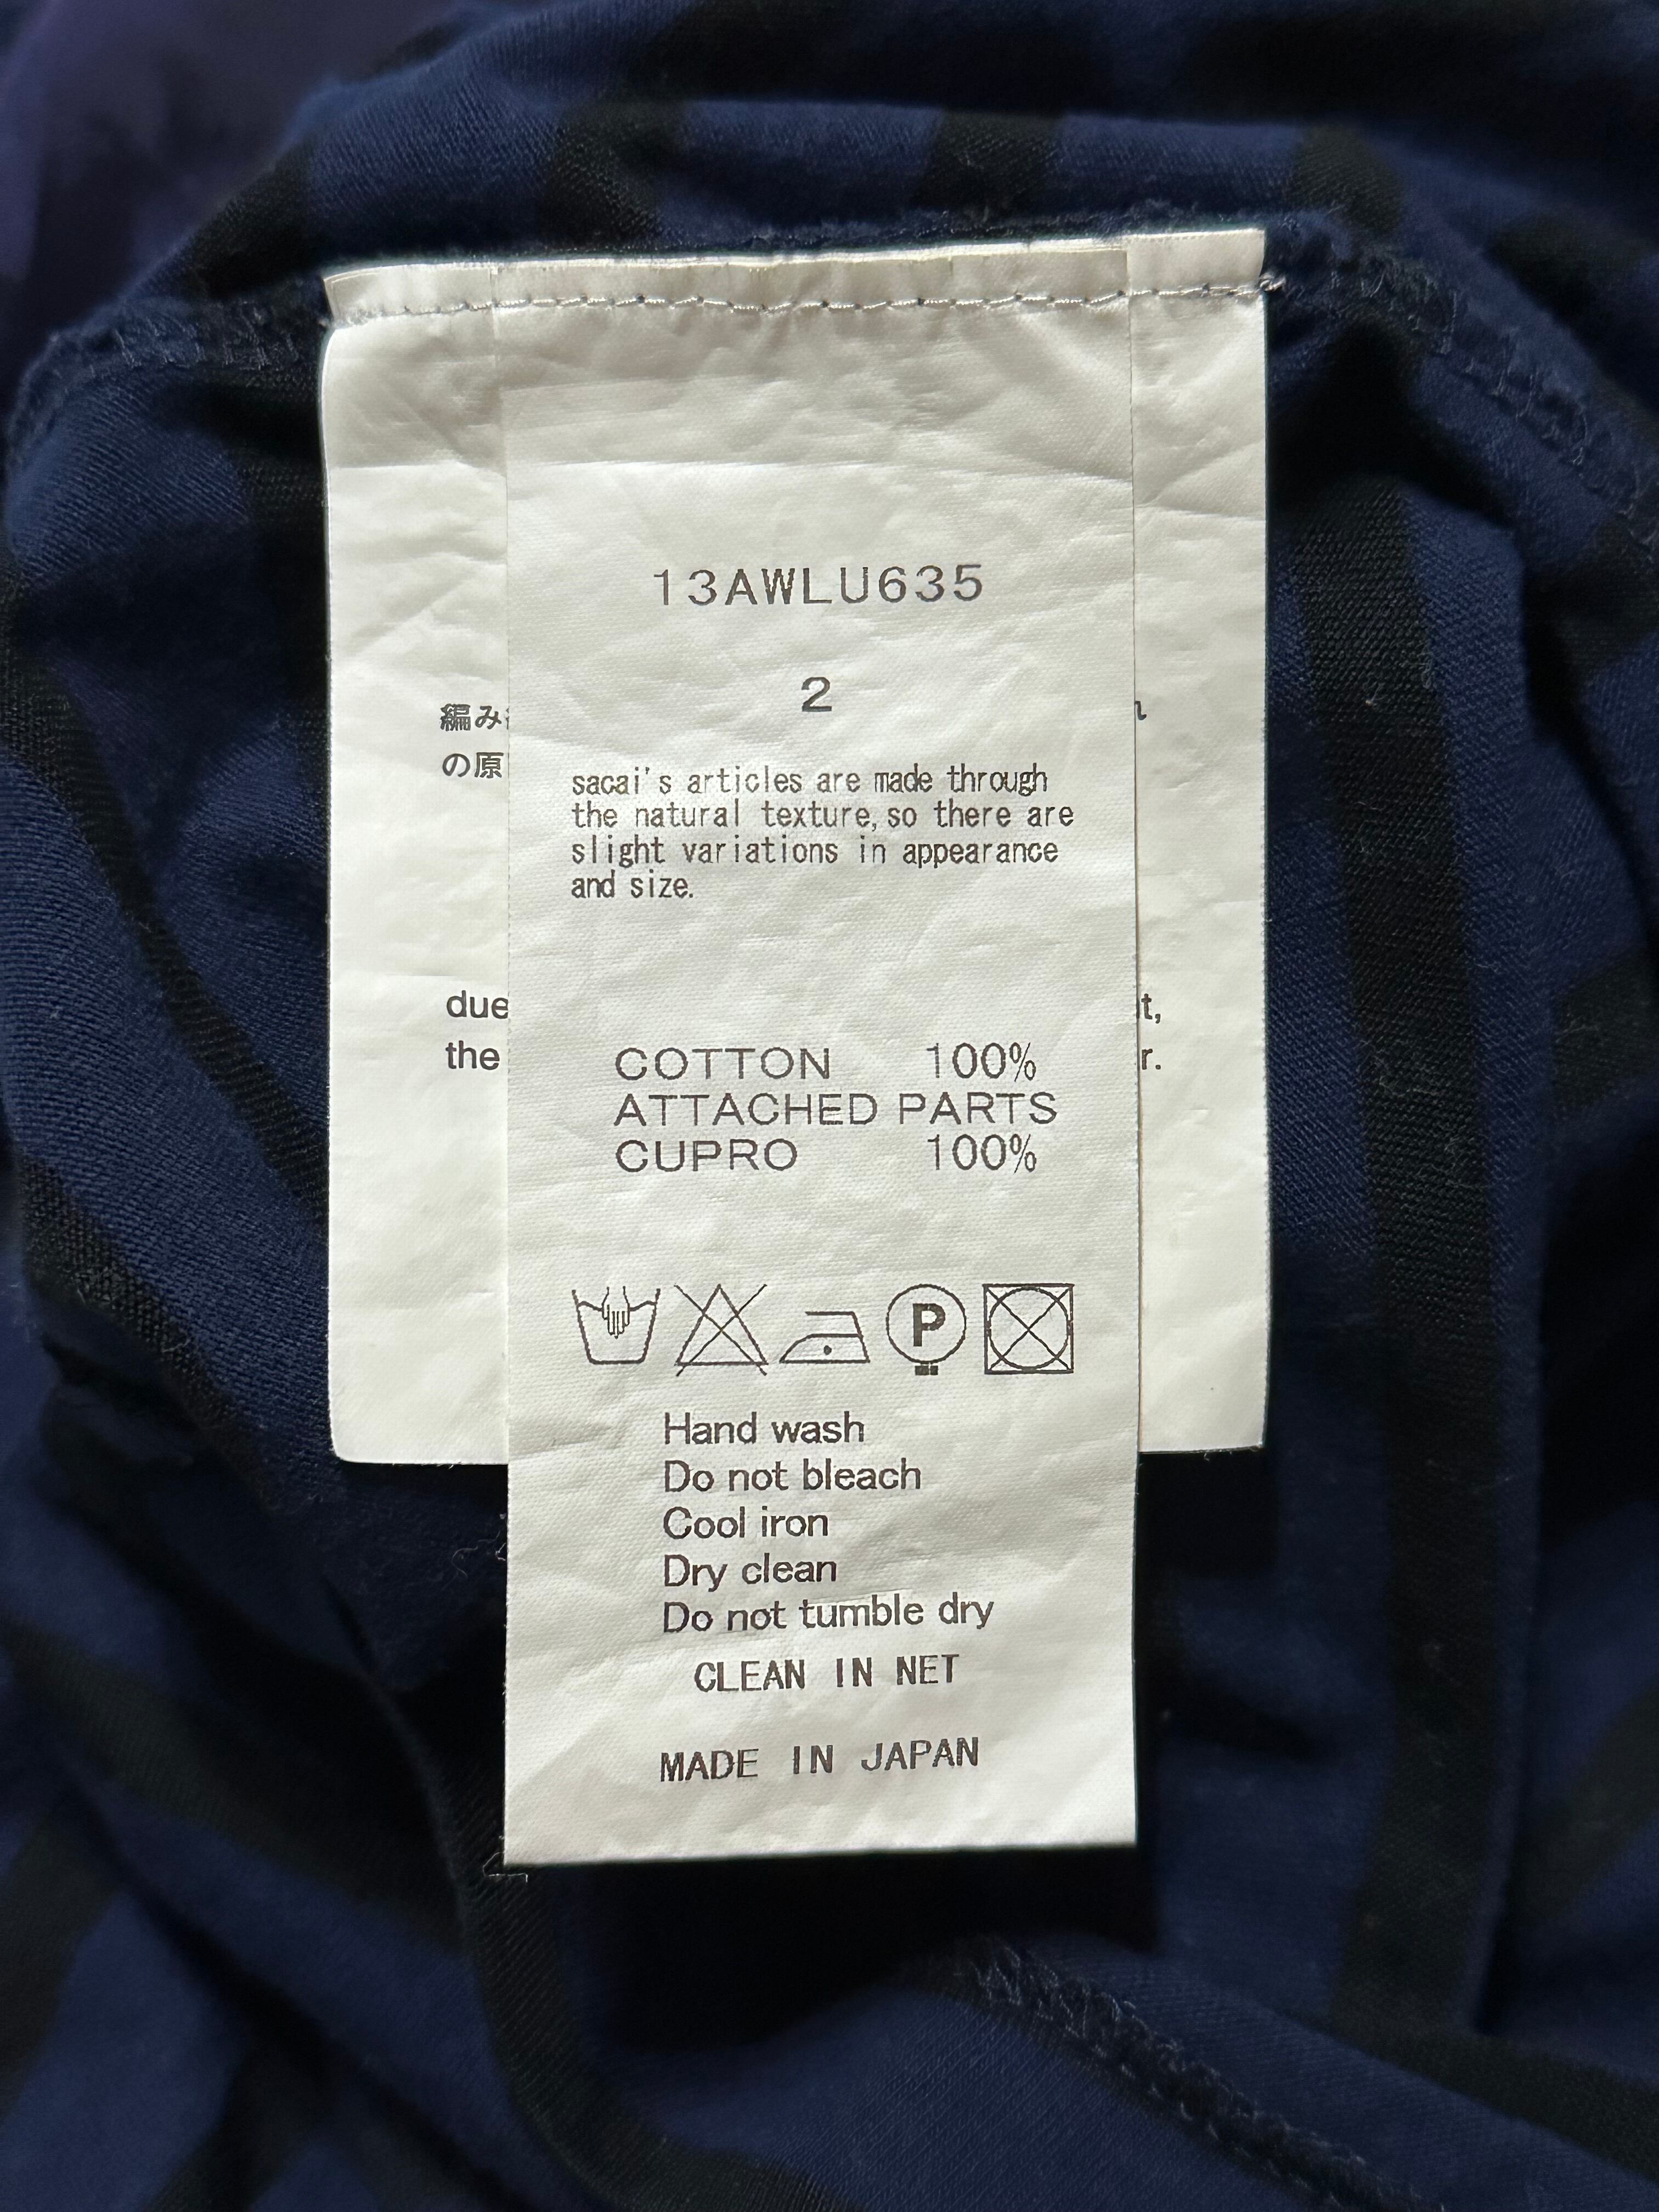 13AWLU635
2
sacai's articles are made through
the natural texture, so there are
slight variations in appearance
and size.
COTTON 100%
ATTACHED PARTS
CUPRO 100%
P
Hand wash
Do not bleach
Cool iron
Dry clean
Do not tumble dry
CLEAN IN NET
MADE IN JAPAN
編み
の原
due
the